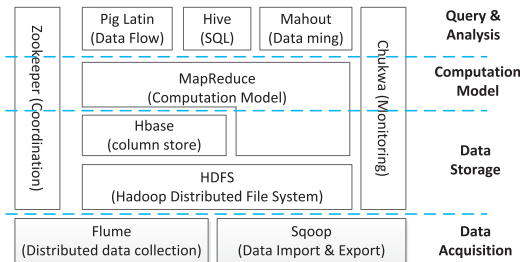 Zookeeper (Coordination)
Pig Latin
(Data Flow)
Hive
(SQL)
Mahout
(Data ming)
Chukwa (Monitoring)
Query &
Analysis
MapReduce
(Computation Model)
Computation
Model
Hbase
(column store)
HDFS
(Hadoop Distributed File System)
Data
Storage
Flume
(Distributed data collection)
Sqoop
(Data Import & Export)
Data
Acquisition